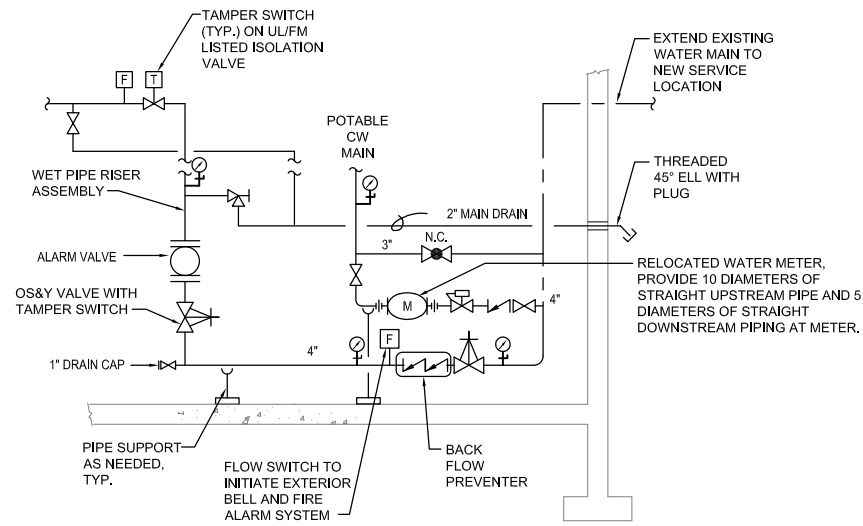 TAMPER SWITCH
(TYP.) ON UL/FM
LISTED ISOLATION
VALVE
EXTEND EXISTING
WATER MAIN TO
NEW SERVICE
LOCATION
F
T
POTABLE
CW
MAIN
WET PIPE RISER
ASSEMBLY
THREADED
45° ELL WITH
PLUG
2" MAIN DRAIN
3"
N.C.
ALARM VALVE
RELOCATED WATER METER,
PROVIDE 10 DIAMETERS OF
STRAIGHT UPSTREAM PIPE AND 5
DIAMETERS OF STRAIGHT
DOWNSTREAM PIPING AT METER.
OS&Y VALVE WITH
TAMPER SWITCH
M
4"
F
1" DRAIN CAP
4"
PIPE SUPPORT
AS NEEDED,
TYP.
FLOW SWITCH TO
INITIATE EXTERIOR
BELL AND FIRE
ALARM SYSTEM
BACK
FLOW
PREVENTER